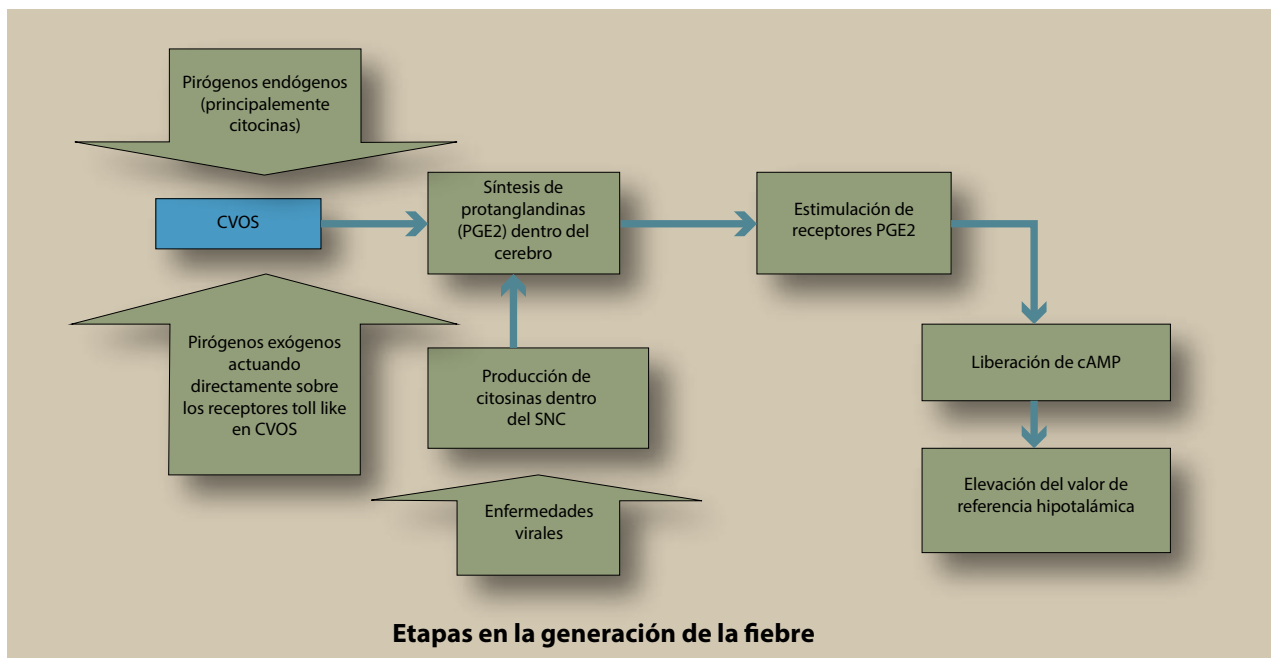 Pirógenos endógenos
(principalemente
citocinas)
CVOS
Pirógenos exógenos
actuando
directamente sobre
los receptores toll like
en CVOS
Síntesis de
protanglandinas
(PGE2) dentro del
cerebro
Producción de
citosinas dentro
del SNC
Enfermedades
virales
Estimulación de
receptores PGE2
Liberación de cAMP
Elevación del valor de
referencia hipotalámica
Etapas en la generación de la fiebre